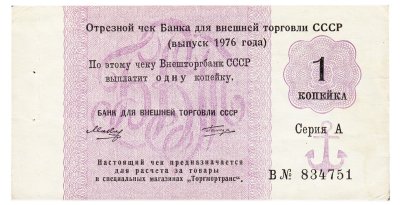 Отрезной чек Банка для внешней торговли СССР
(выпуск 1976 года)
По этому чеку Внешторгбанк СССР
выплатит одну копейку.
БАНК ДЛЯ ВНЕШНЕЙ ТОРГОВЛИ СССР
Настоящий чек предназначается
для расчета за товары
в специальных магазинах „Торгмортранс".
1
КОПЕЙКА
Серия А
В № 834751